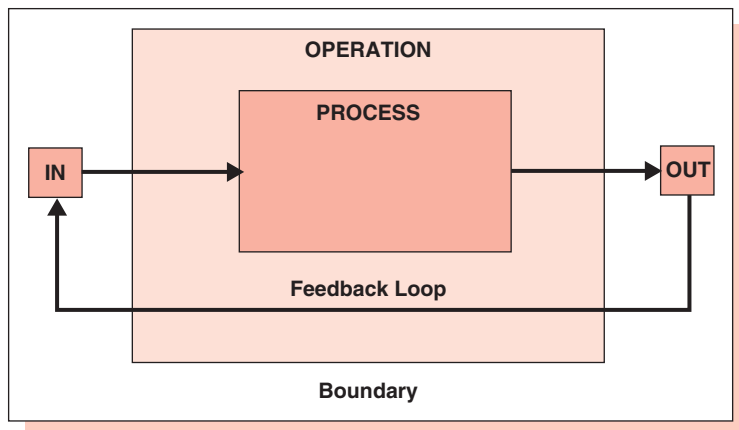 OPERATION
PROCESS
IN
OUT
Feedback Loop
Boundary